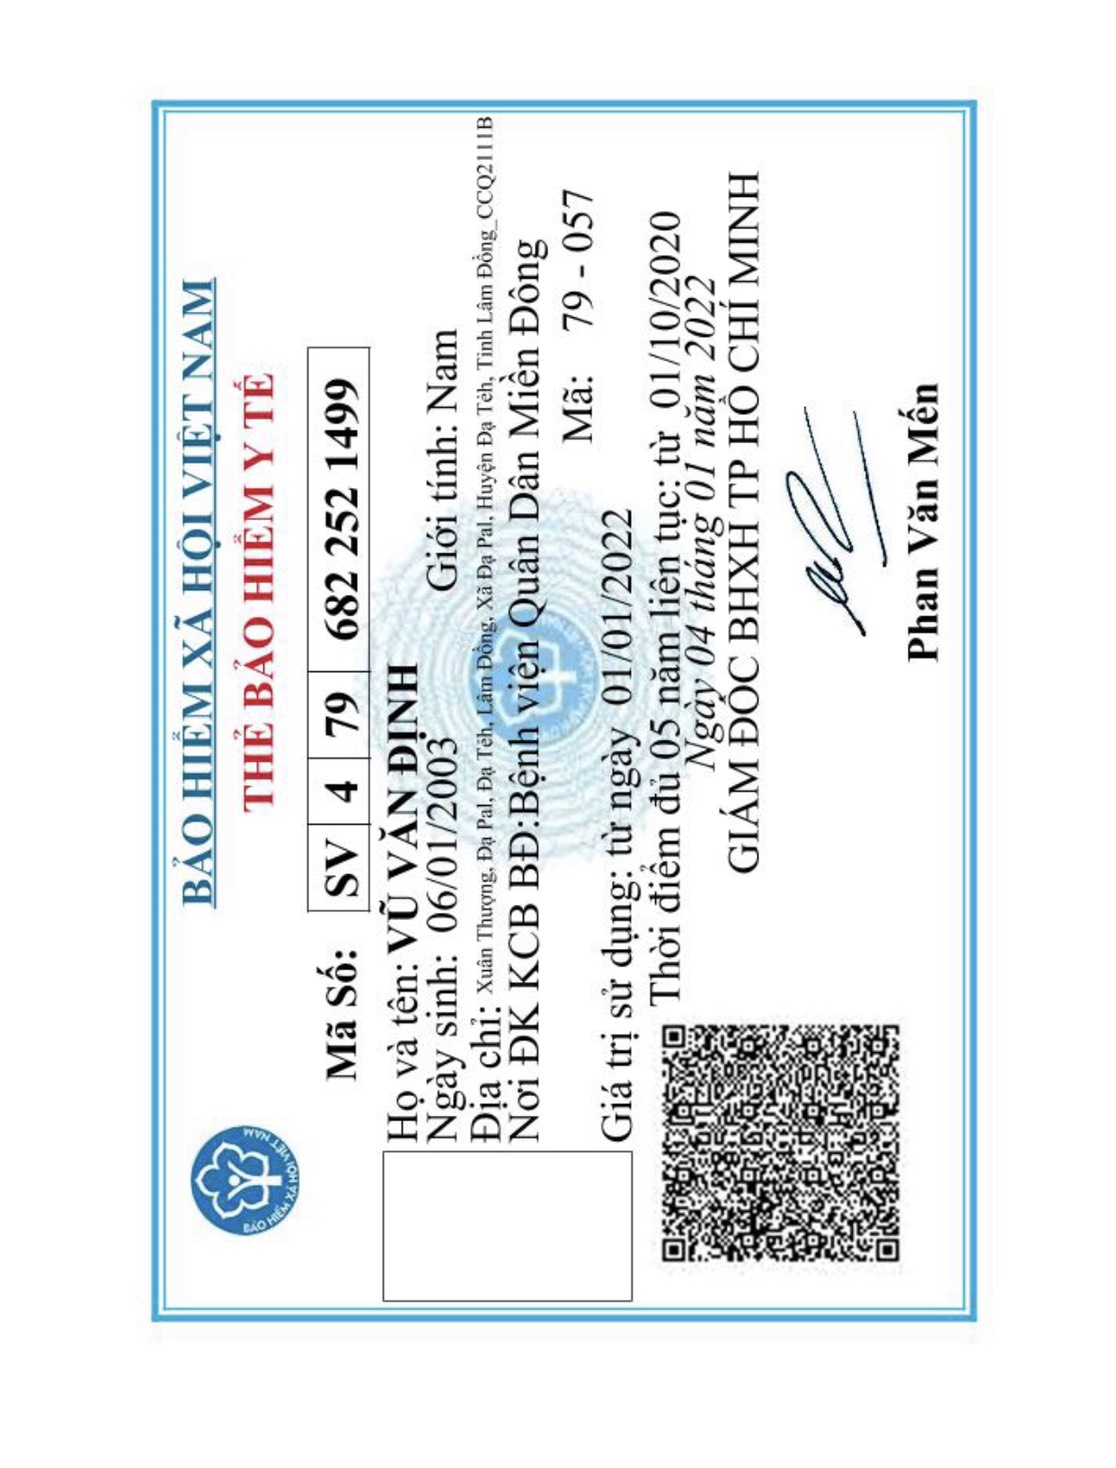 BẢO HIỂM XÃ HỘI VIỆT NAM
THẺ BẢO HIỂM Y TẾ
BẢO HIỂM XÃ HỘI VIỆT NAM
Mã Số: SV 4 79 682 252 1499
Họ và tên: VŨ VĂN ĐỊNH
Ngày sinh: 06/01/2003 Giới tính: Nam
Địa chỉ: Xuân Thượng, Đạ Pal, Đạ Tẻh, Lâm Đồng, Xã Đạ Pal, Huyện Đạ Tẻh, Tỉnh Lâm Đồng_CCQ2111B
Nơi ĐK KCB BĐ:Bệnh viện Quân Dân Miền Đông
Mã: 79 - 057
Giá trị sử dụng: từ ngày 01/01/2022
Thời điểm đủ 05 năm liên tục: từ 01/10/2020
Ngày 04 tháng 01 năm 2022
GIÁM ĐỐC BHXH TP HỒ CHÍ MINH
Phan Văn Mến